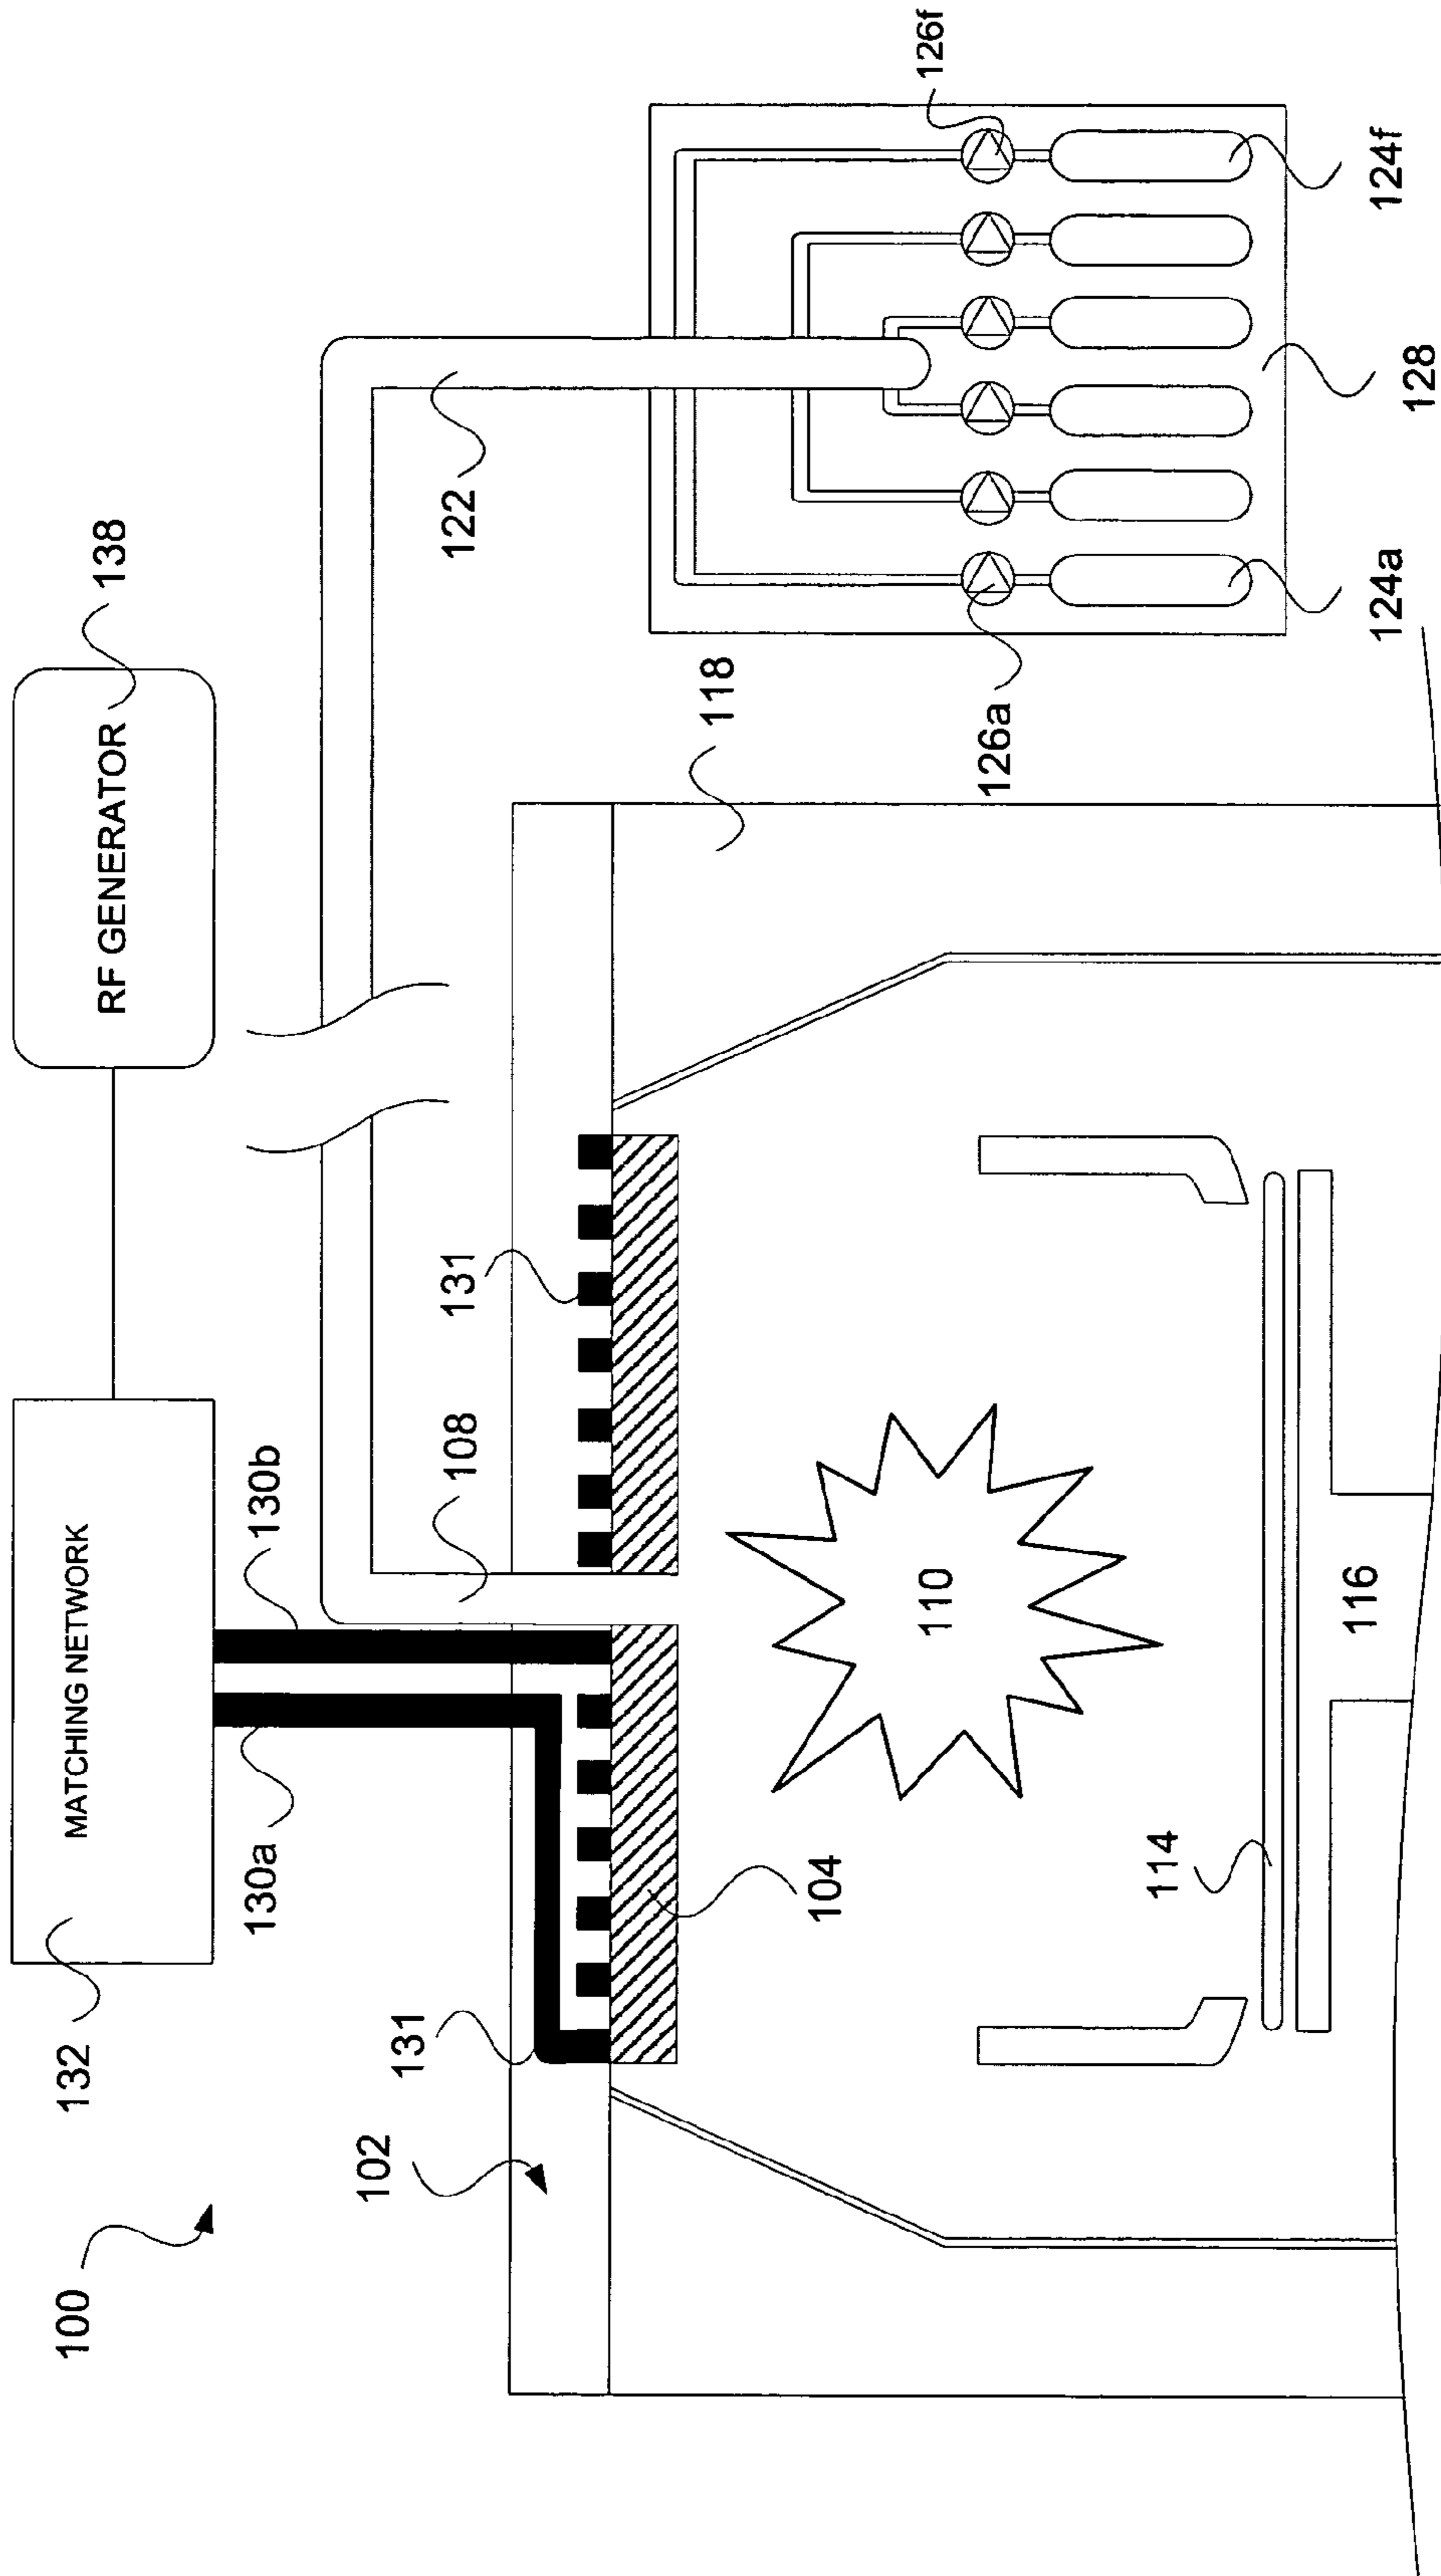 100
132
MATCHING NETWORK
RF GENERATOR
138
130a
130b
102
131
108
131
122
118
126a
126f
104
110
114
116
124a
128
124f